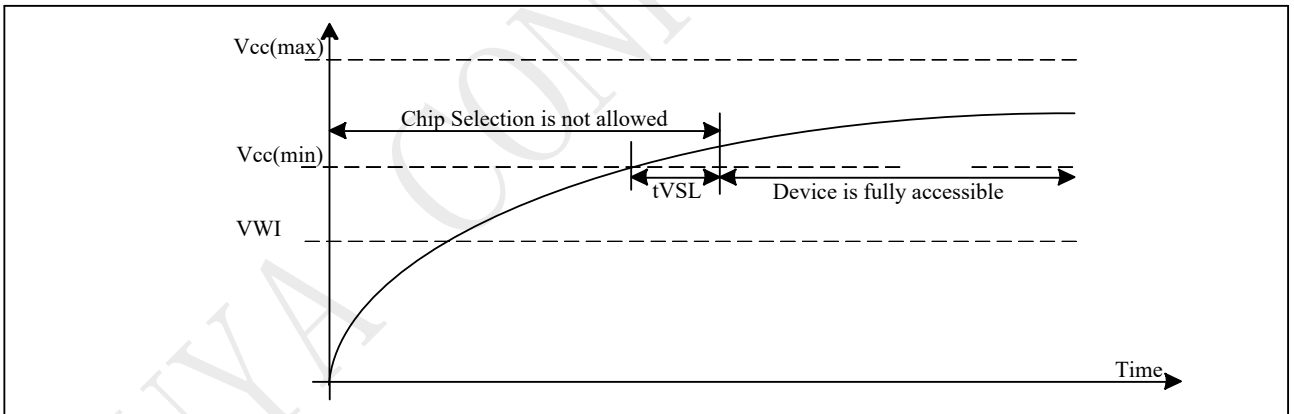 Vcc(max)
Chip Selection is not allowed
Vcc(min)
tVSL
Device is fully accessible
VWI
Time